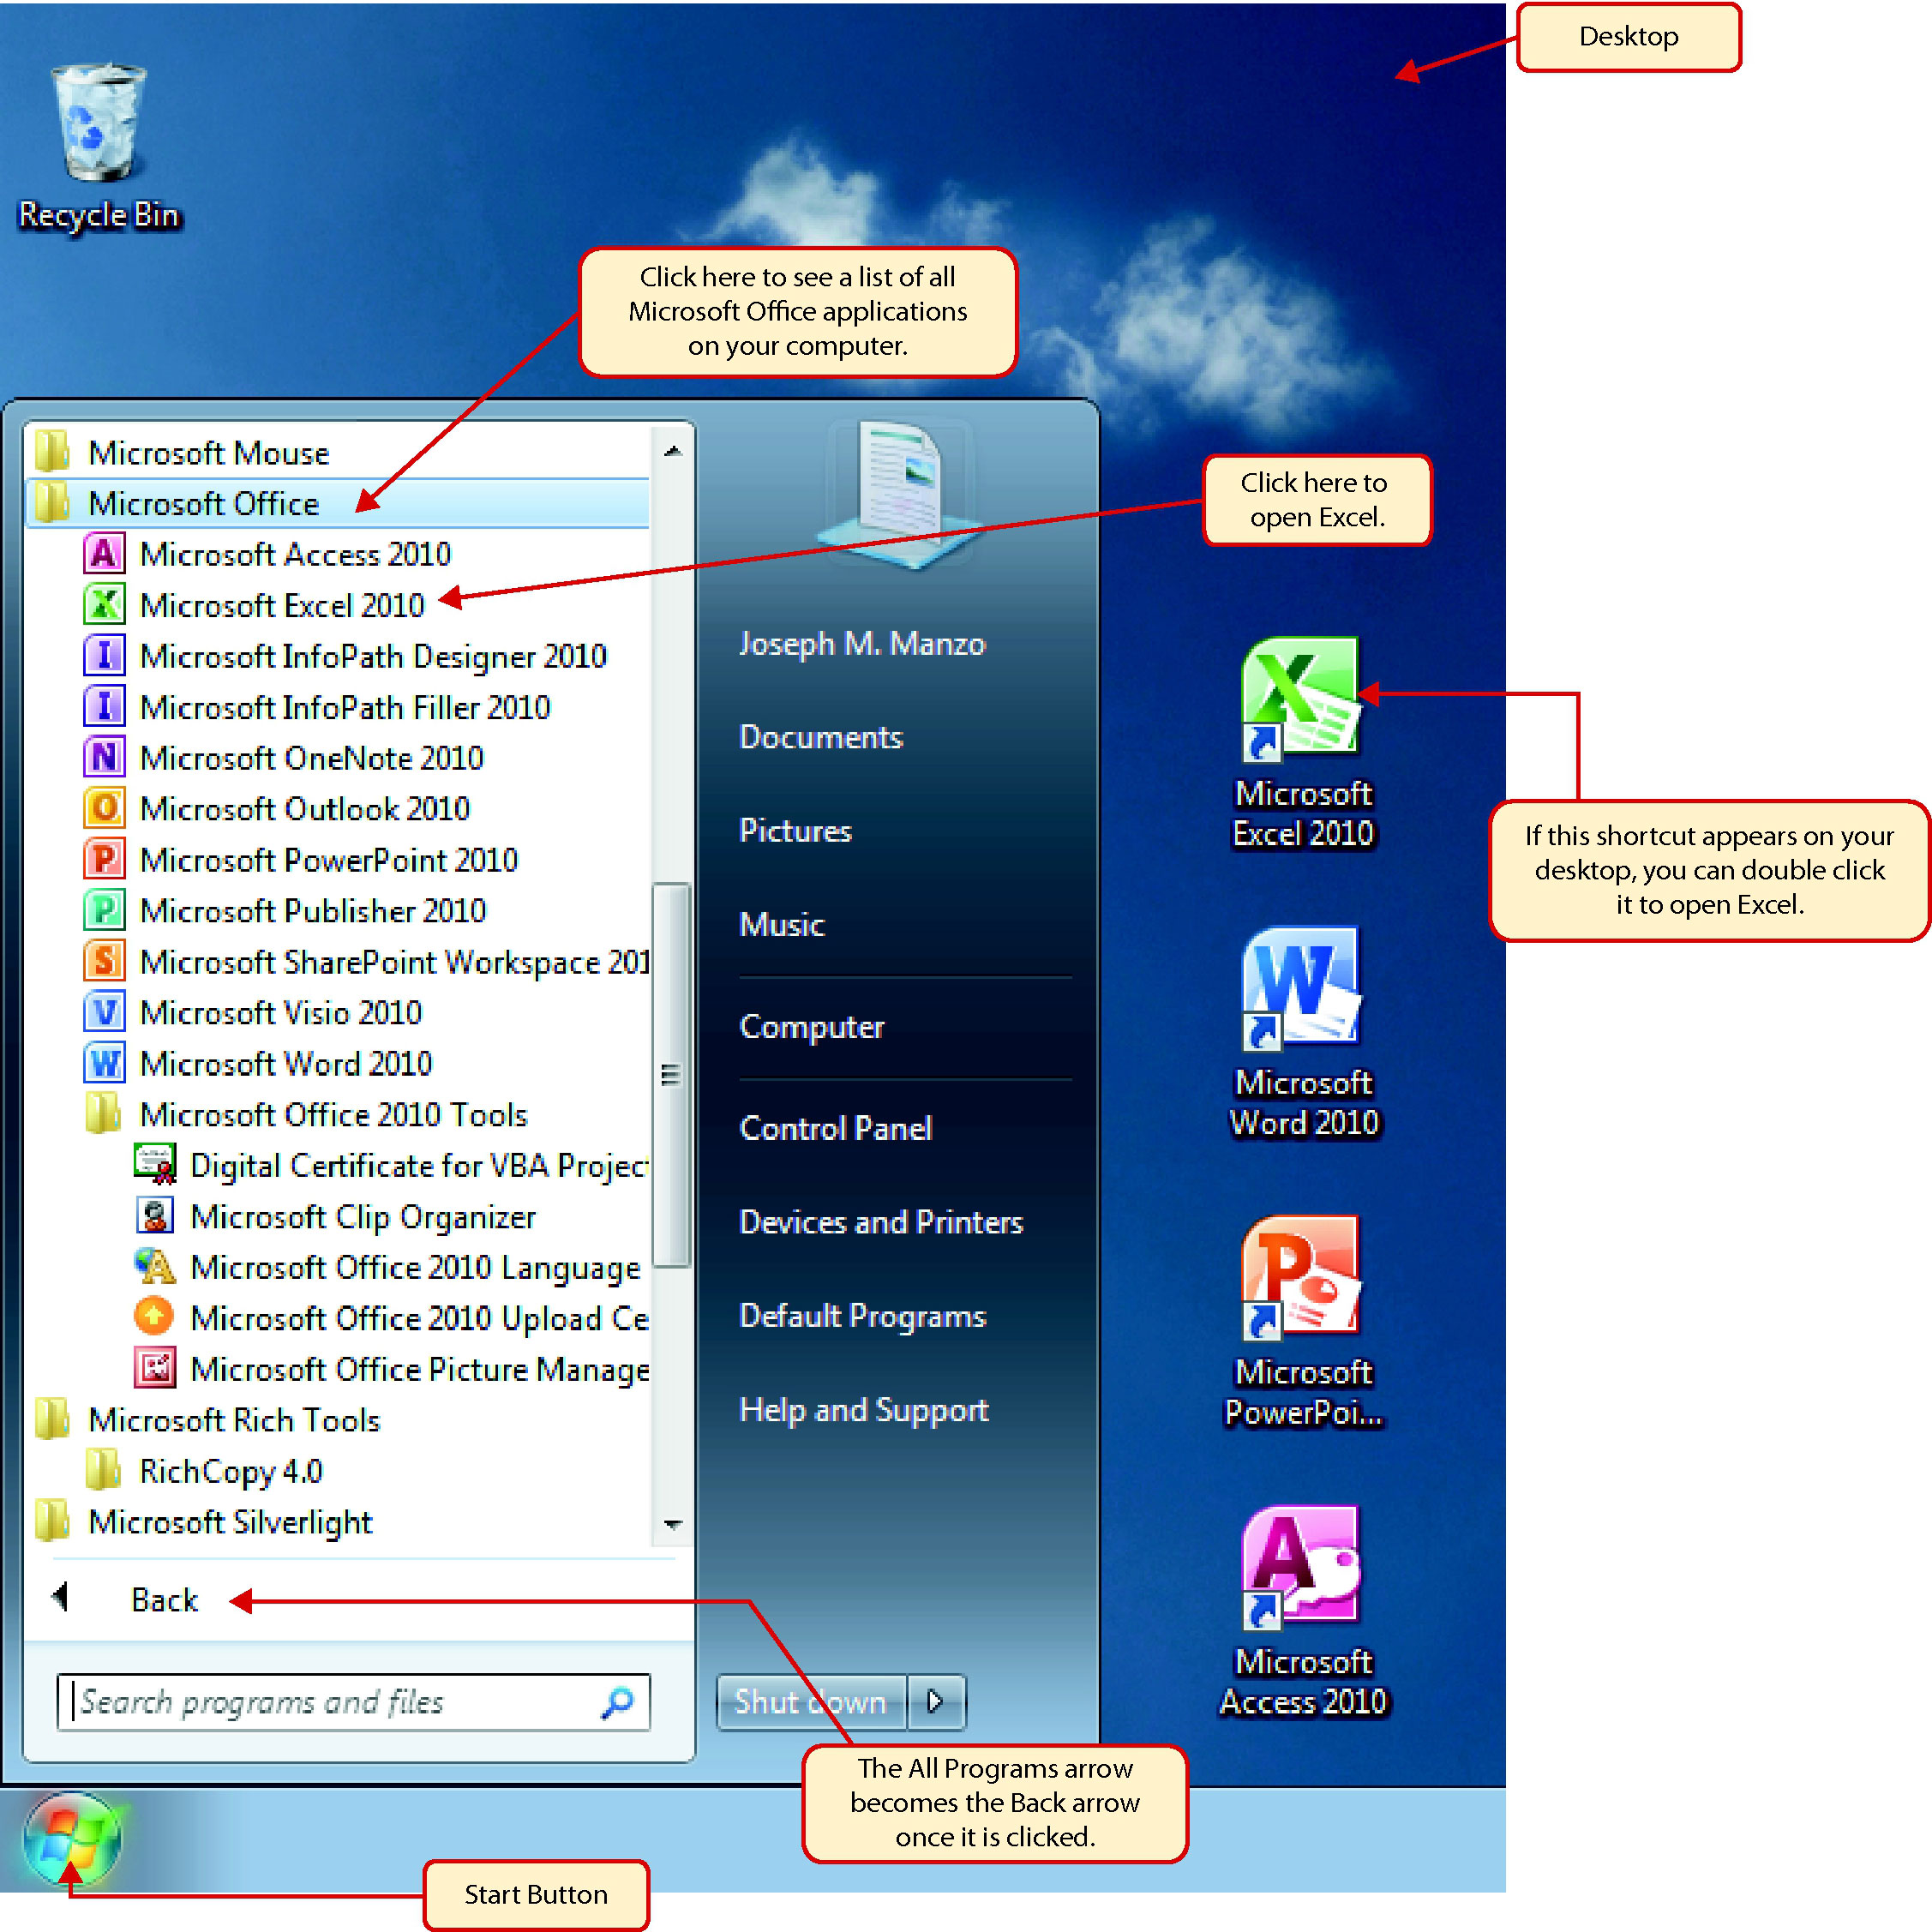 Desktop
Recycle Bin
Click here to see a list of all
Microsoft Office applications
on your computer.
Microsoft Mouse
Microsoft Office
Microsoft Access 2010
Microsoft Excel 2010
Microsoft InfoPath Designer 2010
Microsoft InfoPath Filler 2010
Microsoft OneNote 2010
Microsoft Outlook 2010
Microsoft PowerPoint 2010
Microsoft Publisher 2010
Microsoft SharePoint Workspace 201
Microsoft Visio 2010
Microsoft Word 2010
Microsoft Office 2010 Tools
Digital Certificate for VBA Projec
Microsoft Clip Organizer
Microsoft Office 2010 Language
Microsoft Office 2010 Upload Ce
Microsoft Office Picture Manage
Microsoft Rich Tools
RichCopy 4.0
Microsoft Silverlight
Back
Search programs and files
Joseph M. Manzo
Documents
Pictures
Music
Computer
Control Panel
Devices and Printers
Default Programs
Help and Support
Shut down
Click here to
open Excel.
Microsoft
Excel 2010
If this shortcut appears on your
desktop, you can double click
it to open Excel.
Microsoft
Word 2010
Microsoft
PowerPoi...
Microsoft
Access 2010
The All Programs arrow
becomes the Back arrow
once it is clicked.
Start Button